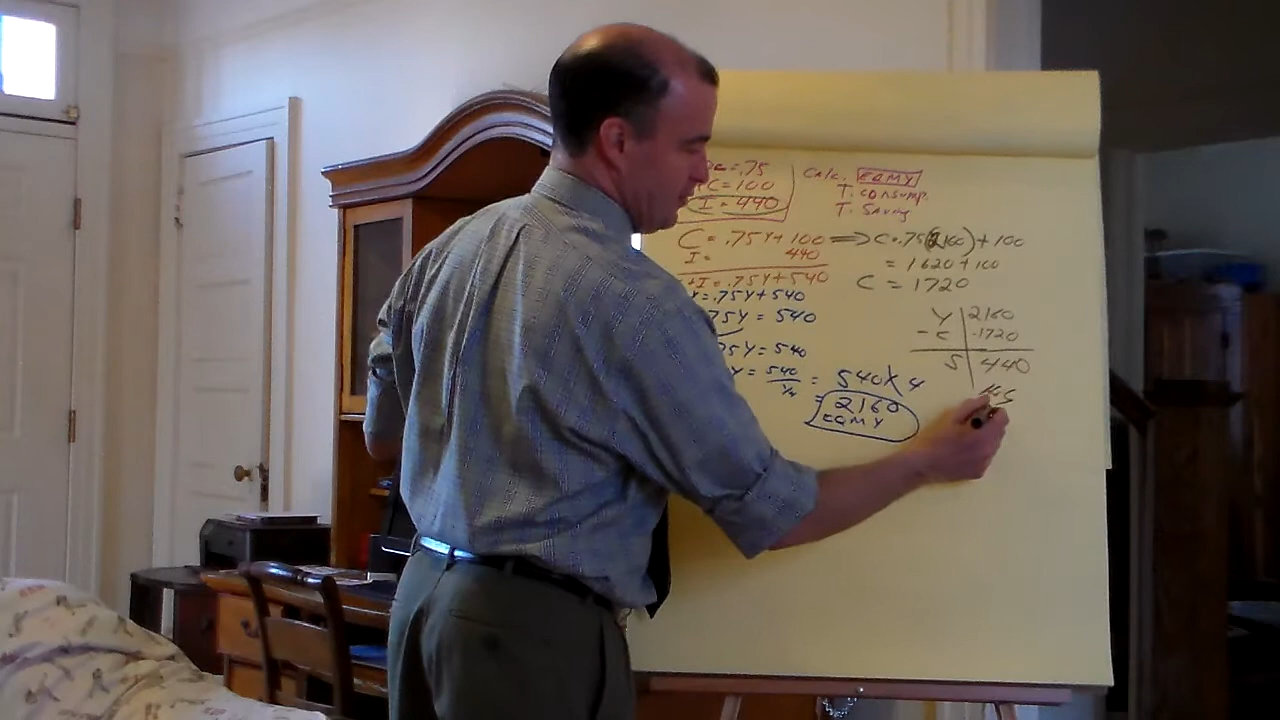 C = .75
C = 100
I = 440
CALC. EQMY
T. CONSUMP.
T. SAVING
C = .75Y + 100 ⟹ C = .75(2160) + 100
I = 440
+I = .75Y + 540
= 1620 + 100
C = 1720
= .75Y + 540
75Y = 540
5Y = 540
Y = 540/¼ = 540 X 4
= 2160
EQMY
Y | 2160
- C | -1720
S | 440